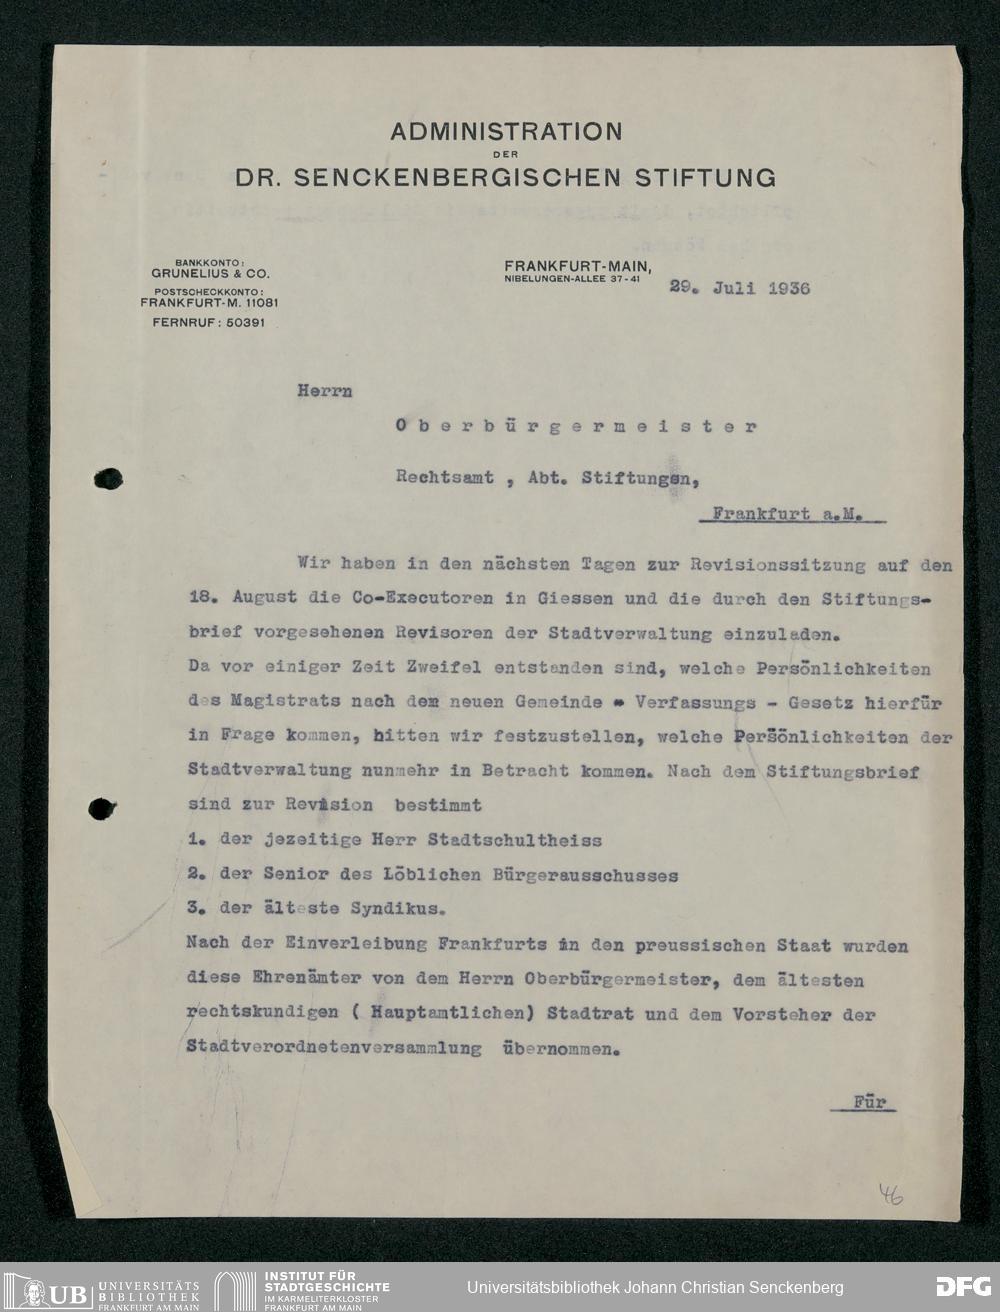 ADMINISTRATION
DER
DR. SENCKENBERGISCHEN STIFTUNG
BANKKONTO:
GRUNELIUS & CO.
POSTSCHECKKONTO:
FRANKFURT-M. 11081
FERNRUF: 50391
FRANKFURT-MAIN,
NIBELUNGEN-ALLEE 37-41
29. Juli 1936
Herrn
Oberbürgermeister
Rechtsamt , Abt. Stiftungen,
Frankfurt a.M.
Wir haben in den nächsten Tagen zur Revisionssitzung auf den
18. August die Co-Executoren in Giessen und die durch den Stiftungs-
brief vorgesehenen Revisoren der Stadtverwaltung einzuladen.
Da vor einiger Zeit Zweifel entstanden sind, welche Persönlichkeiten
des Magistrats nach dem neuen Gemeinde - Verfassungs - Gesetz hierfür
in Frage kommen, bitten wir festzustellen, welche Persönlichkeiten der
Stadtverwaltung nunmehr in Betracht kommen. Nach dem Stiftungsbrief
sind zur Revision bestimmt
1. der jezeitige Herr Stadtschultheiss
2. der Senior des Löblichen Bürgerausschusses
3. der älteste Syndikus.
Nach der Einverleibung Frankfurts in den preussischen Staat wurden
diese Ehrenämter von dem Herrn Oberbürgermeister, dem ältesten
rechtskundigen ( Hauptamtlichen) Stadtrat und dem Vorsteher der
Stadtverordnetenversammlung übernommen.
Für
46
UB UNIVERSITÄTS
BIBLIOTHEK
FRANKFURT AM MAIN
INSTITUT FÜR
STADTGESCHICHTE
IM KARMELITERKLOSTER
FRANKFURT AM MAIN
Universitätsbibliothek Johann Christian Senckenberg
DFG